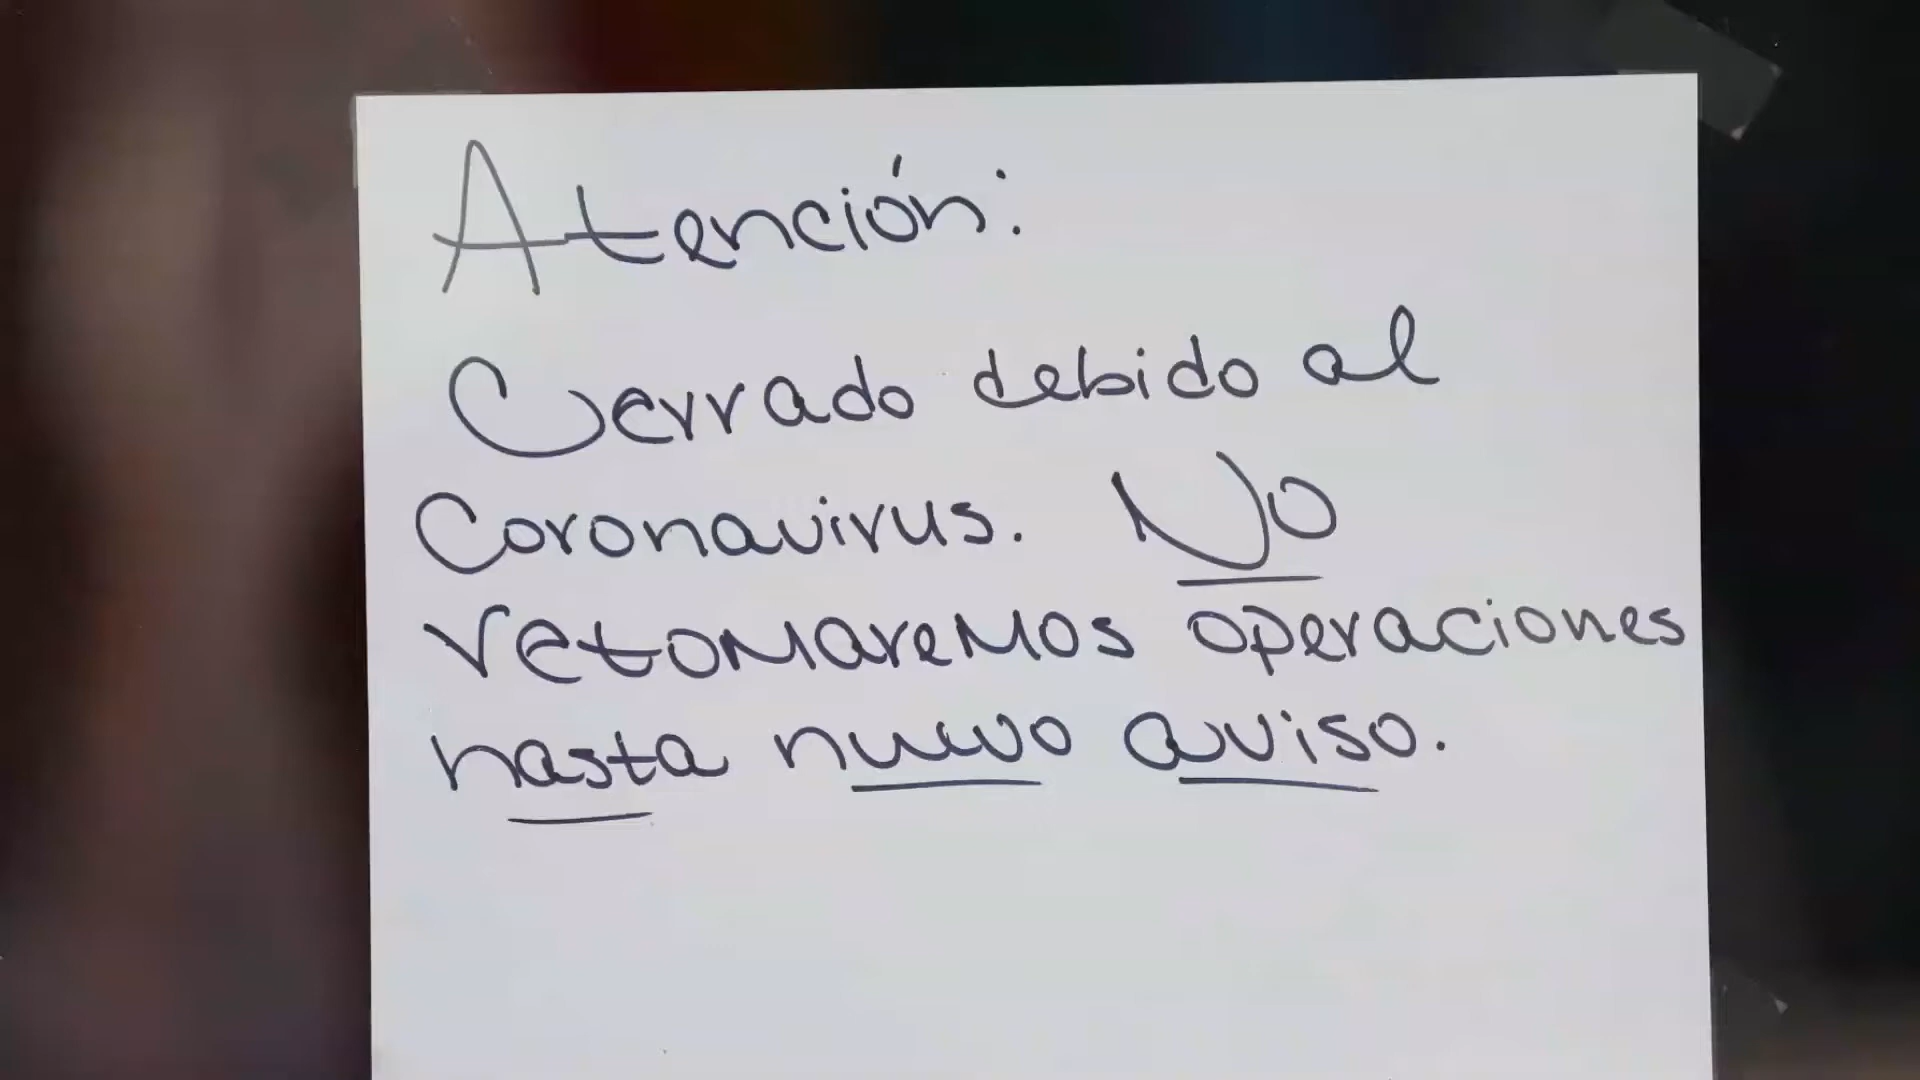 Atención:
Cerrado debido al
Coronavirus. No
retomaremos operaciones
hasta nuevo aviso.